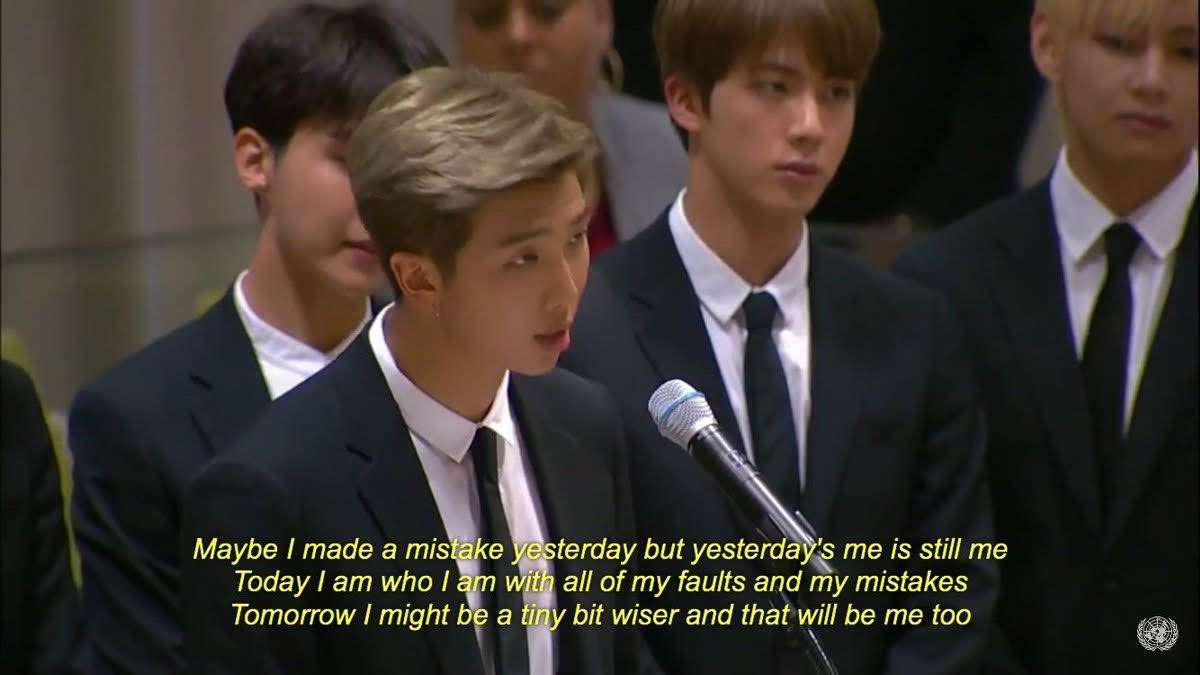 Maybe I made a mistake yesterday but yesterday's me is still me
Today I am who I am with all of my faults and my mistakes
Tomorrow I might be a tiny bit wiser and that will be me too